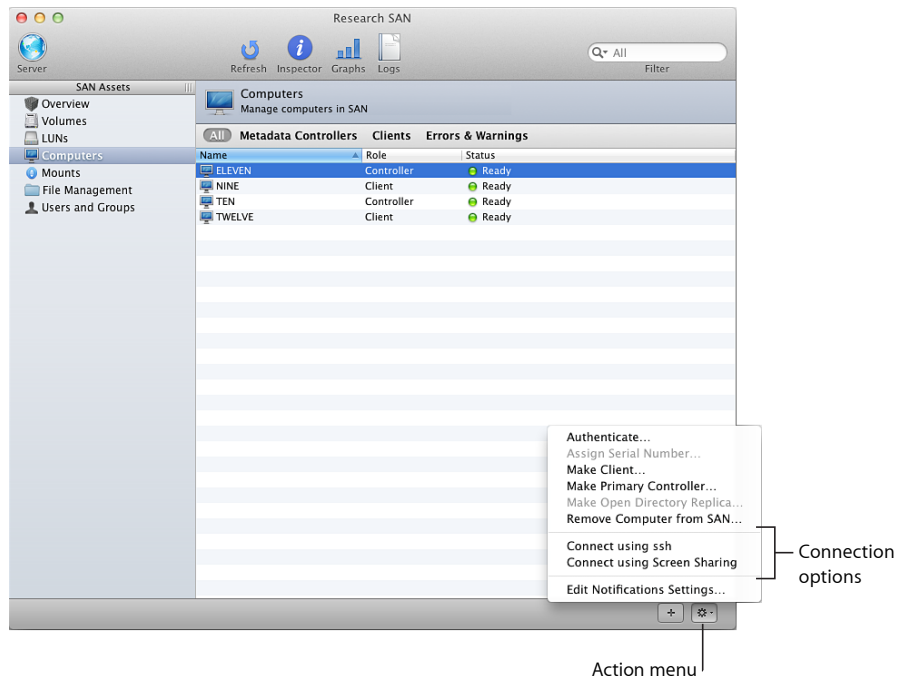 Research SAN
Server
Refresh Inspector Graphs Logs
All
Filter
SAN Assets
Overview
Volumes
LUNs
Computers
Mounts
File Management
Users and Groups
Computers
Manage computers in SAN
All Metadata Controllers Clients Errors & Warnings
Name Role Status
ELEVEN Controller Ready
NINE Client Ready
TEN Controller Ready
TWELVE Client Ready
Authenticate...
Assign Serial Number...
Make Client...
Make Primary Controller...
Make Open Directory Replica...
Remove Computer from SAN...
Connect using ssh
Connect using Screen Sharing
Edit Notifications Settings...
Connection
options
Action menu